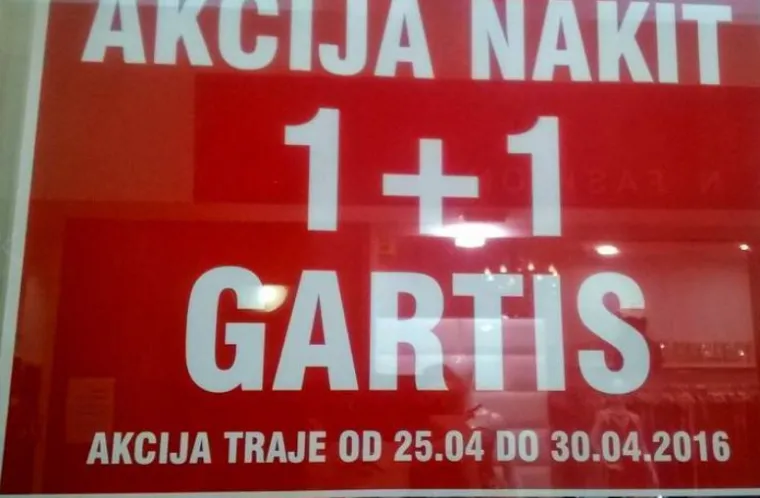 AKCIJA NAKIT
1+1
GARTIS
AKCIJA TRAJE OD 25.04 DO 30.04.2016